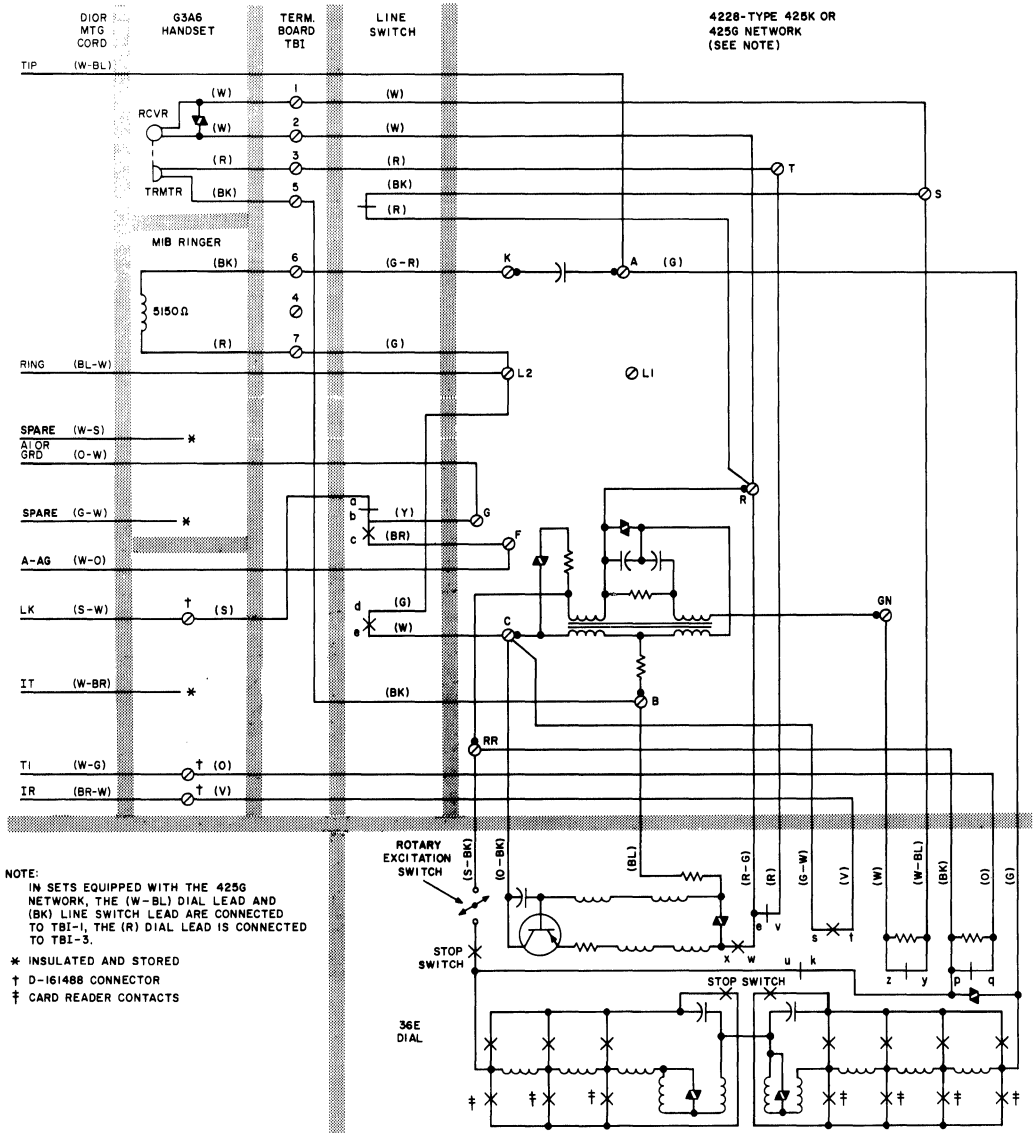 DIOR
MTG
CORD
G3A6
HANDSET
TERM.
BOARD
TBI
LINE
SWITCH
4228-TYPE 425K OR
425G NETWORK
(SEE NOTE)
TIP (W-BL)
RCVR
(W) 1 (W)
(W) 2 (W)
(R) 3 (R) T
TRMTR
(BK) 5
(BK) S
(R)
MIB RINGER
(BK) 6 (G-R) K A (G)
4
5150Ω
(R) 7 (G)
RING (BL-W) L2 L1
SPARE (W-S) *
AI OR
GRD (O-W)
R
a
b (Y) G
SPARE (G-W) *
c (BR) F
A-AG (W-O)
LK (S-W) † (S)
d (G)
e (W) C
GN
IT (W-BR) *
(BK) B
RR
TI (W-G) † (O)
IR (BR-W) † (V)
ROTARY
EXCITATION
SWITCH
(S-BK)
(O-BK)
(BL)
(R-G)
(R)
(G-W)
(V)
(W)
(W-BL)
(BK)
(O)
(G)
e v
s t
STOP
SWITCH
x w
u k
z y
p q
STOP SWITCH
36E
DIAL
‡ ‡ ‡ ‡ ‡ ‡ ‡
NOTE:
IN SETS EQUIPPED WITH THE 425G
NETWORK, THE (W-BL) DIAL LEAD AND
(BK) LINE SWITCH LEAD ARE CONNECTED
TO TBI-1, THE (R) DIAL LEAD IS CONNECTED
TO TBI-3.
* INSULATED AND STORED
† D-161488 CONNECTOR
‡ CARD READER CONTACTS